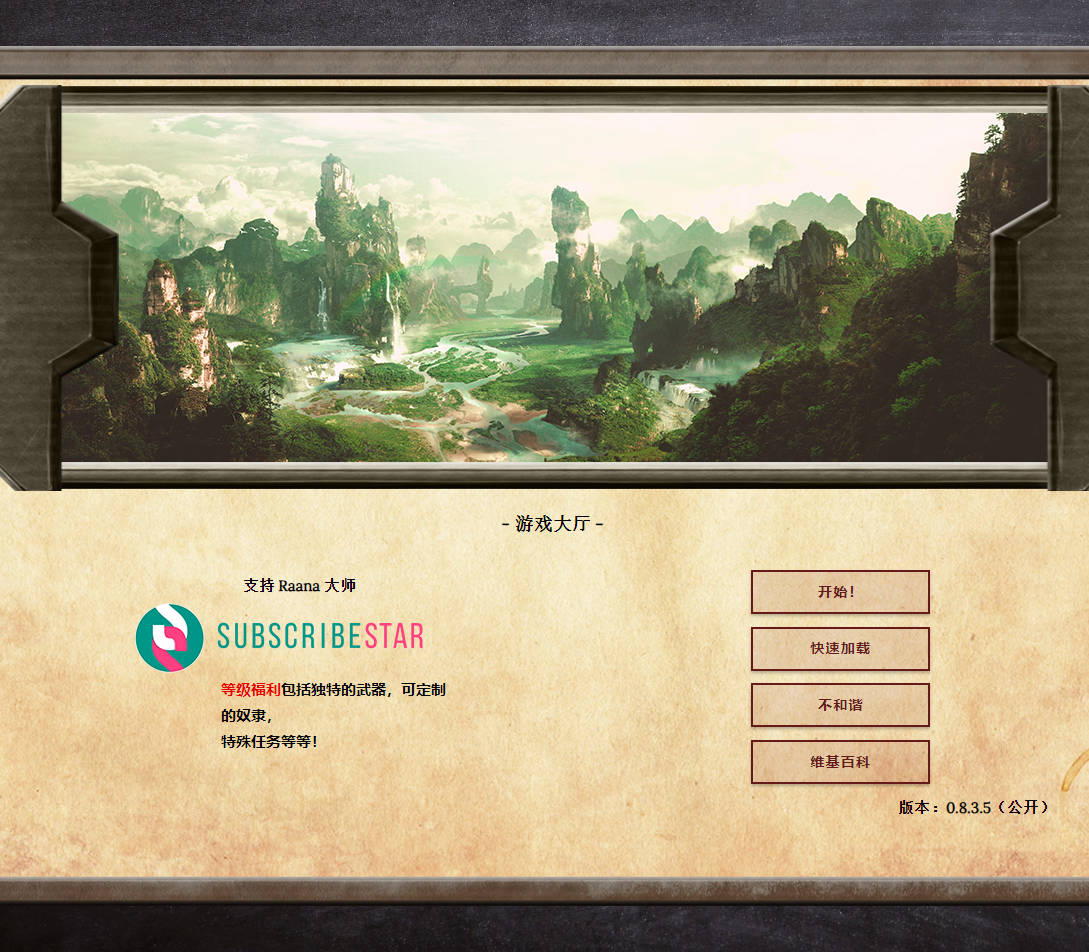 - 游戏大厅 -
支持 Raana 大师
SUBSCRIBESTAR
等级福利包括独特的武器，可定制
的奴隶，
特殊任务等等！
开始！
快速加载
不和谐
维基百科
版本：0.8.3.5（公开）